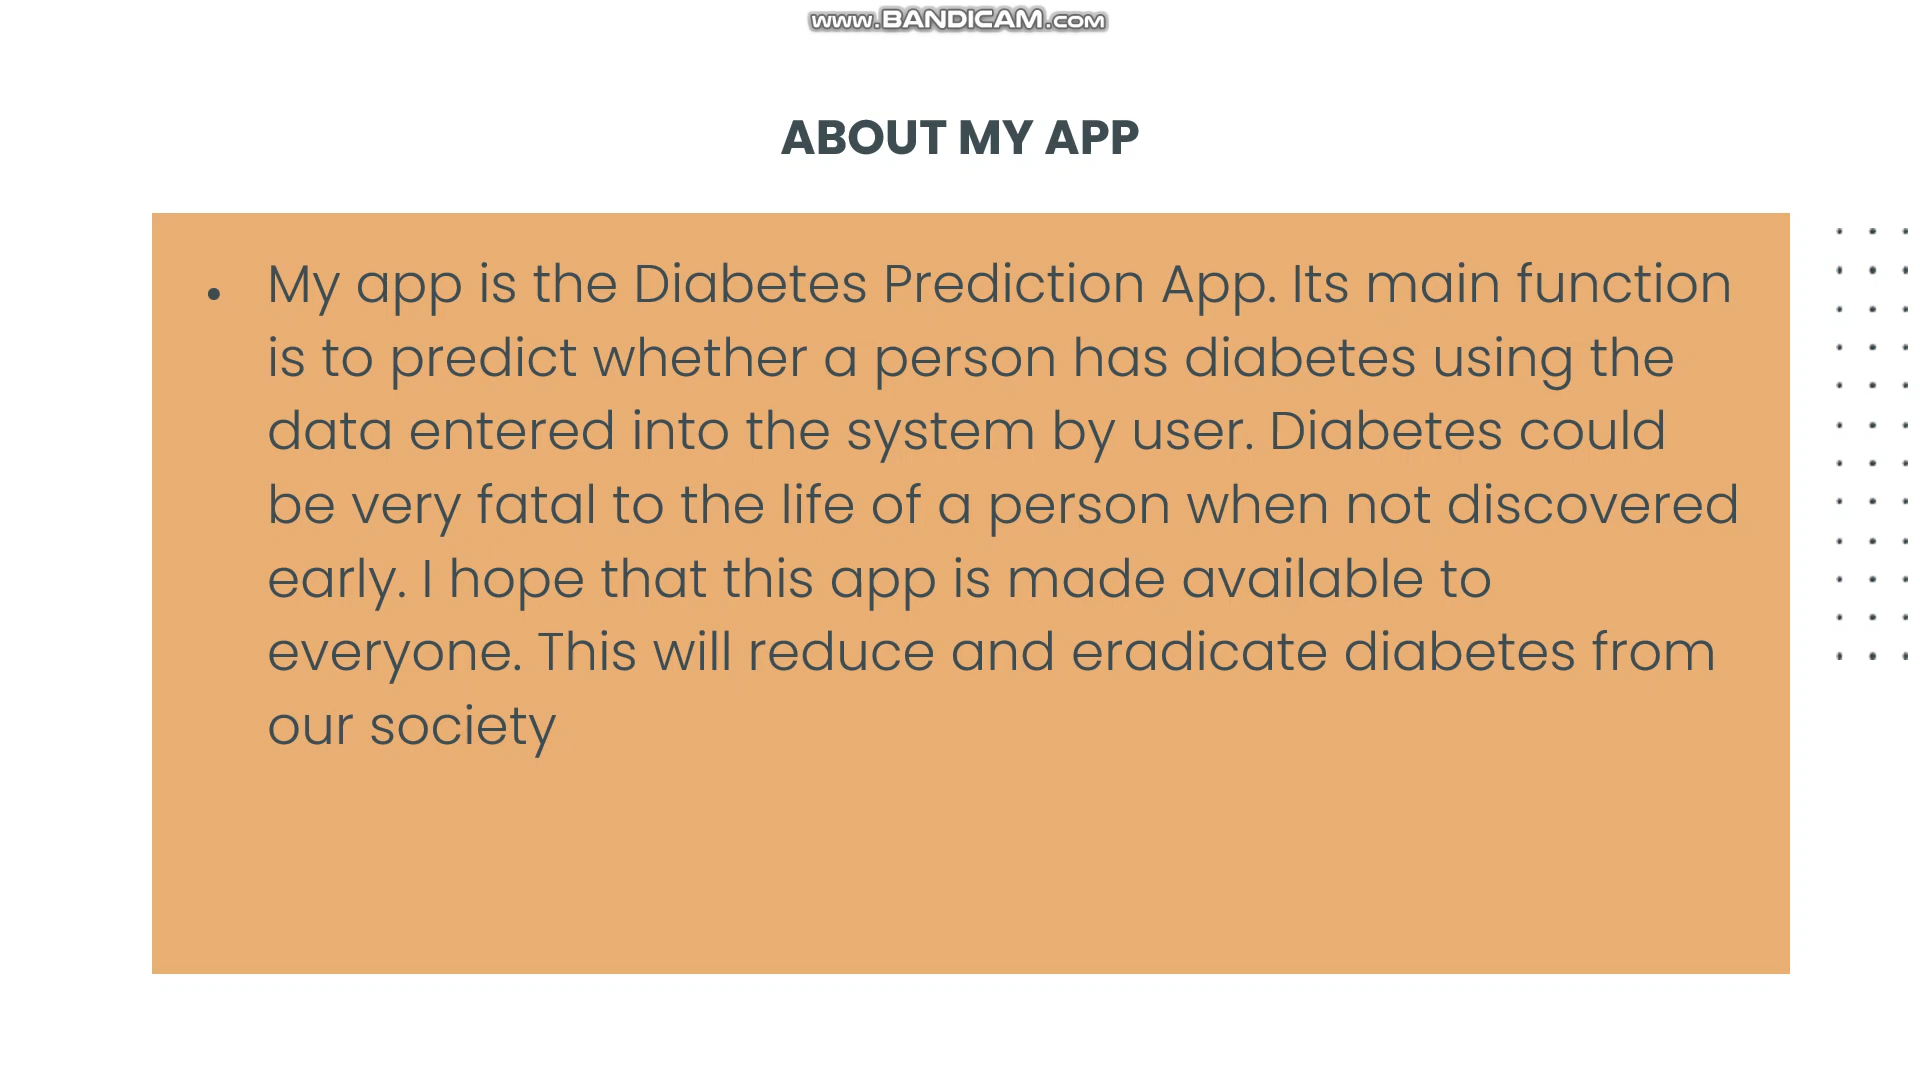 www.BANDICAM.com
ABOUT MY APP
• My app is the Diabetes Prediction App. Its main function
is to predict whether a person has diabetes using the
data entered into the system by user. Diabetes could
be very fatal to the life of a person when not discovered
early. I hope that this app is made available to
everyone. This will reduce and eradicate diabetes from
our society